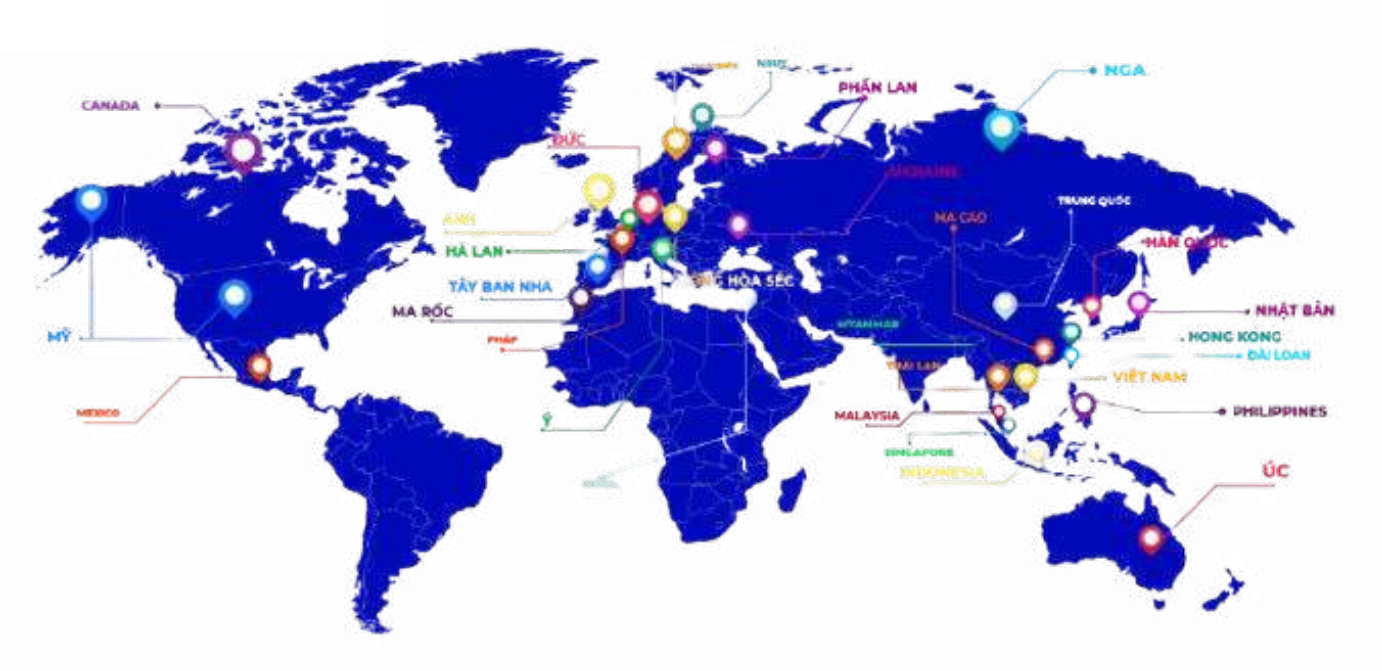 NGA
PHẦN LAN
CANADA
ĐỨC
UKRAINE
TRUNG QUỐC
ANH
MA CAO
HÀN QUỐC
HÀ LAN
HÒA SÉC
TÂY BAN NHA
MA RỐC
NHẬT BẢN
MYANMAR
MỸ
PHÁP
HONG KONG
ĐÀI LOAN
THÁI LAN
VIỆT NAM
MEXICO
MALAYSIA
PHILIPPINES
Ý
SINGAPORE
INDONESIA
ÚC